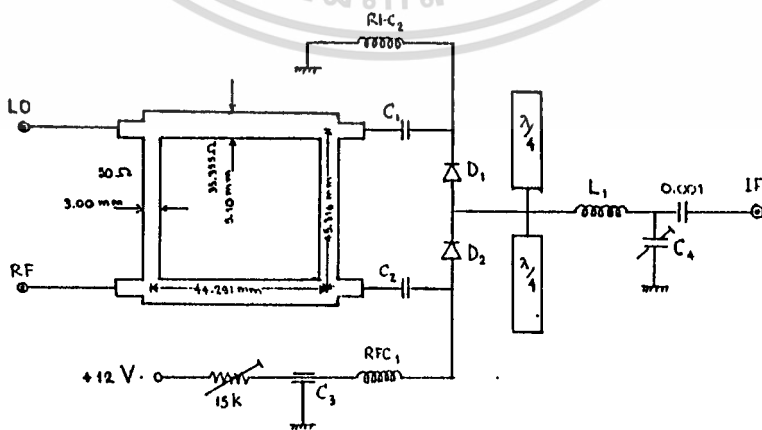 RFC₂
LO
C₁
λ/4
50Ω
35.355Ω
5.10 mm
45.316 mm
D₁
3.00 mm
L₁
0.001
IF
D₂
C₄
RF
44.291 mm
C₂
λ/4
+12 V.
15k
C₃
RFC₁